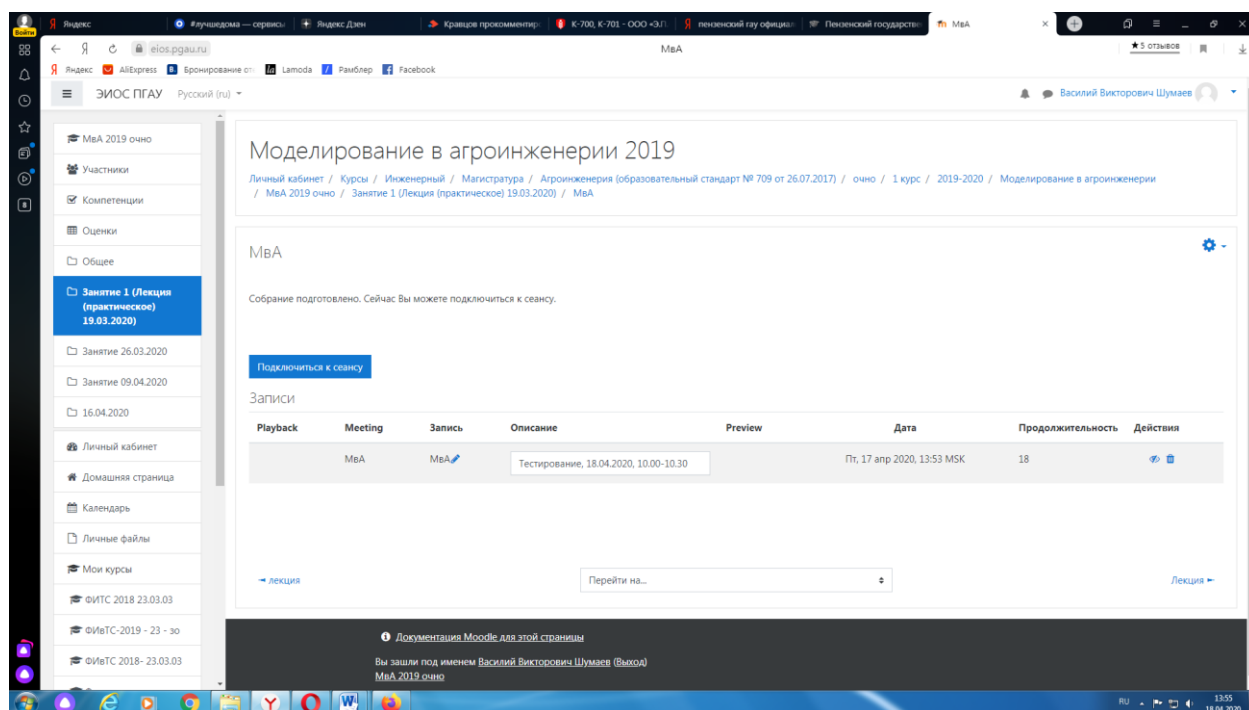 Войти
Яндекс
#лучшедома — сервисы
Яндекс.Дзен
Кравцов прокомментиро
К-700, К-701 - ООО «ЭЛ
пензенский гау официал
Пензенский государстве
МвА
eios.pgau.ru
МвА
★ 5 отзывов
Яндекс
AliExpress
Бронирование от
Lamoda
Рамблер
Facebook
ЭИОС ПГАУ
Русский (ru)
Василий Викторович Шумаев
МвА 2019 очно
Участники
Компетенции
Оценки
Общее
Занятие 1 (Лекция
(практическое)
19.03.2020)
Занятие 26.03.2020
Занятие 09.04.2020
16.04.2020
Личный кабинет
Домашняя страница
Календарь
Личные файлы
Мои курсы
ФИТС 2018 23.03.03
ФИвТС-2019 - 23 - зо
ФИвТС 2018- 23.03.03
Моделирование в агроинженерии 2019
Личный кабинет / Курсы / Инженерный / Магистратура / Агроинженерия (образовательный стандарт № 709 от 26.07.2017) / очно / 1 курс / 2019-2020 / Моделирование в агроинженерии
/ МвА 2019 очно / Занятие 1 (Лекция (практическое) 19.03.2020) / МвА
МвА
Собрание подготовлено. Сейчас Вы можете подключиться к сеансу.
Подключиться к сеансу
Записи
Playback Meeting Запись Описание Preview Дата Продолжительность Действия
МвА МвА Тестирование, 18.04.2020, 10.00-10.30 Пт, 17 апр 2020, 13:53 MSK 18
◄ лекция
Перейти на...
Лекция ►
Документация Moodle для этой страницы
Вы зашли под именем Василий Викторович Шумаев (Выход)
МвА 2019 очно
RU
13:55
18.04.2020